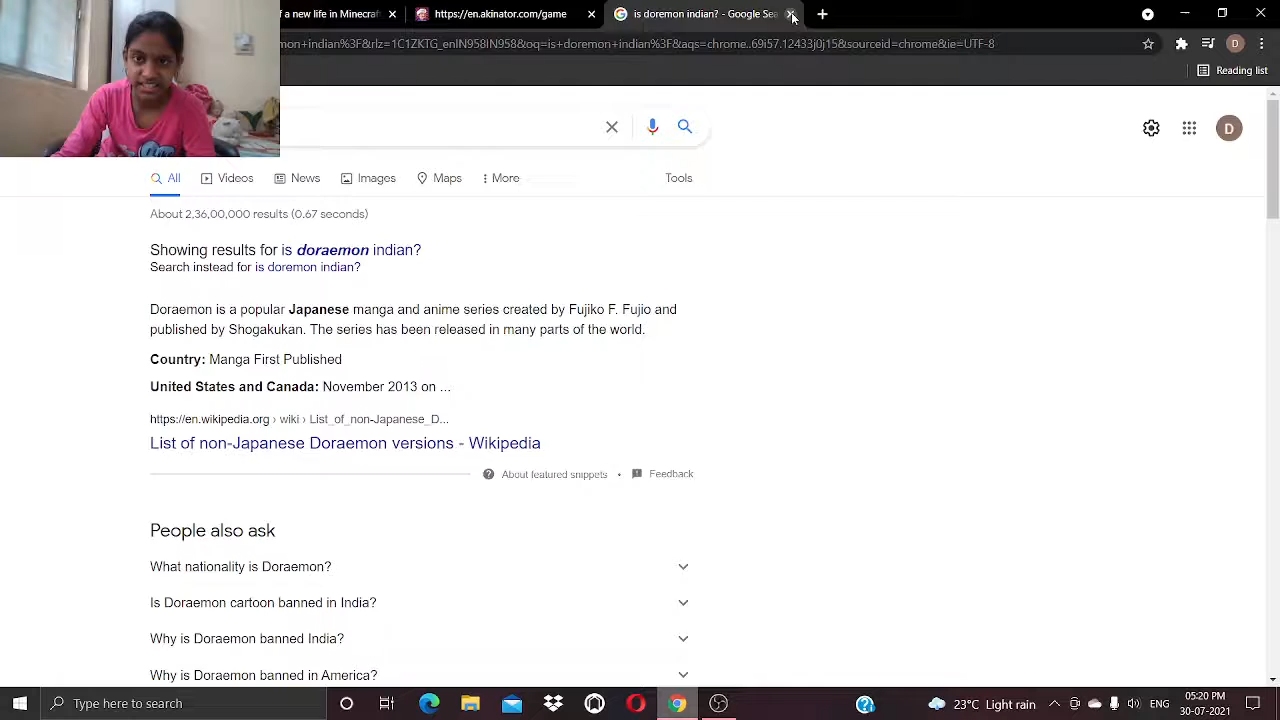 f a new life in Minecraf
https://en.akinator.com/game
is doremon indian? - Google Sea
mon+indian%3F&rlz=1C1ZKTG_enIN958IN958&oq=is+doremon+indian%3F&aqs=chrome..69i57.12433j0j15&sourceid=chrome&ie=UTF-8
D
Reading list
D
All
Videos
News
Images
Maps
More
Tools
About 2,36,00,000 results (0.67 seconds)
Showing results for is doraemon indian?
Search instead for is doremon indian?
Doraemon is a popular Japanese manga and anime series created by Fujiko F. Fujio and
published by Shogakukan. The series has been released in many parts of the world.
Country: Manga First Published
United States and Canada: November 2013 on ...
https://en.wikipedia.org › wiki › List_of_non-Japanese_D...
List of non-Japanese Doraemon versions - Wikipedia
About featured snippets • Feedback
People also ask
What nationality is Doraemon?
Is Doraemon cartoon banned in India?
Why is Doraemon banned India?
Why is Doraemon banned in America?
Type here to search
23°C Light rain
ENG
05:20 PM
30-07-2021